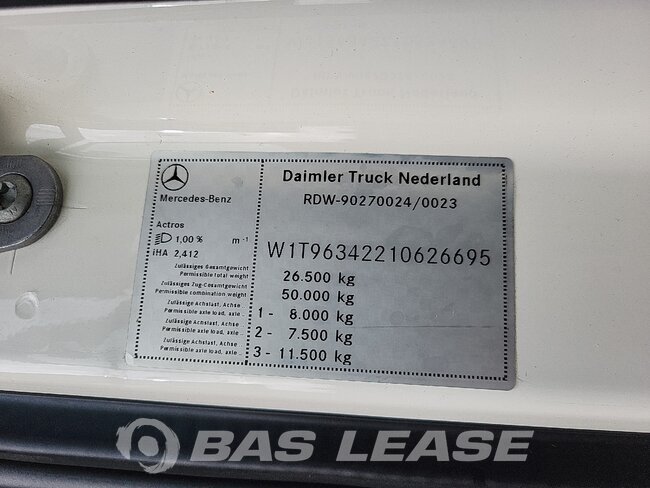 Mercedes-Benz
Daimler Truck Nederland
RDW-90270024/0023
Actros
1,00 % m⁻¹
iHA 2,412
W1T96342210626695
Zulässiges Gesamtgewicht
Permissible total weight
26.500 kg
Zulässiges Zug-Gesamtgewicht
Permissible combination weight
50.000 kg
Zulässige Achslast, Achse
Permissible axle load, axle
1 - 8.000 kg
Zulässige Achslast, Achse
Permissible axle load, axle
2 - 7.500 kg
Zulässige Achslast, Achse
Permissible axle load, axle
3 - 11.500 kg
BAS LEASE